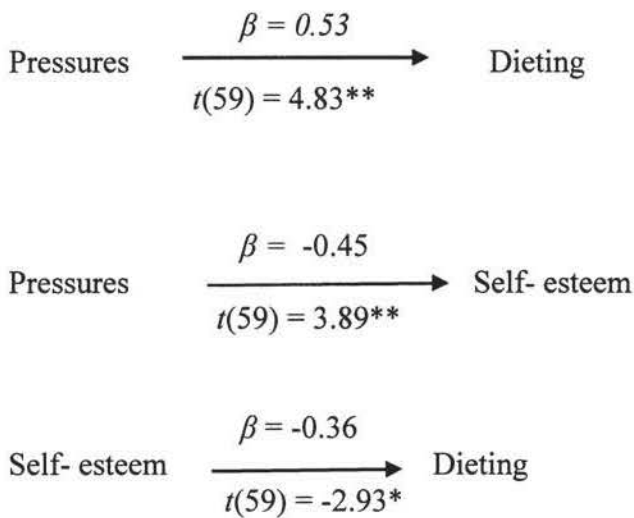 β = 0.53
Pressures Dieting
t(59) = 4.83**
β = -0.45
Pressures Self- esteem
t(59) = 3.89**
β = -0.36
Self- esteem Dieting
t(59) = -2.93*